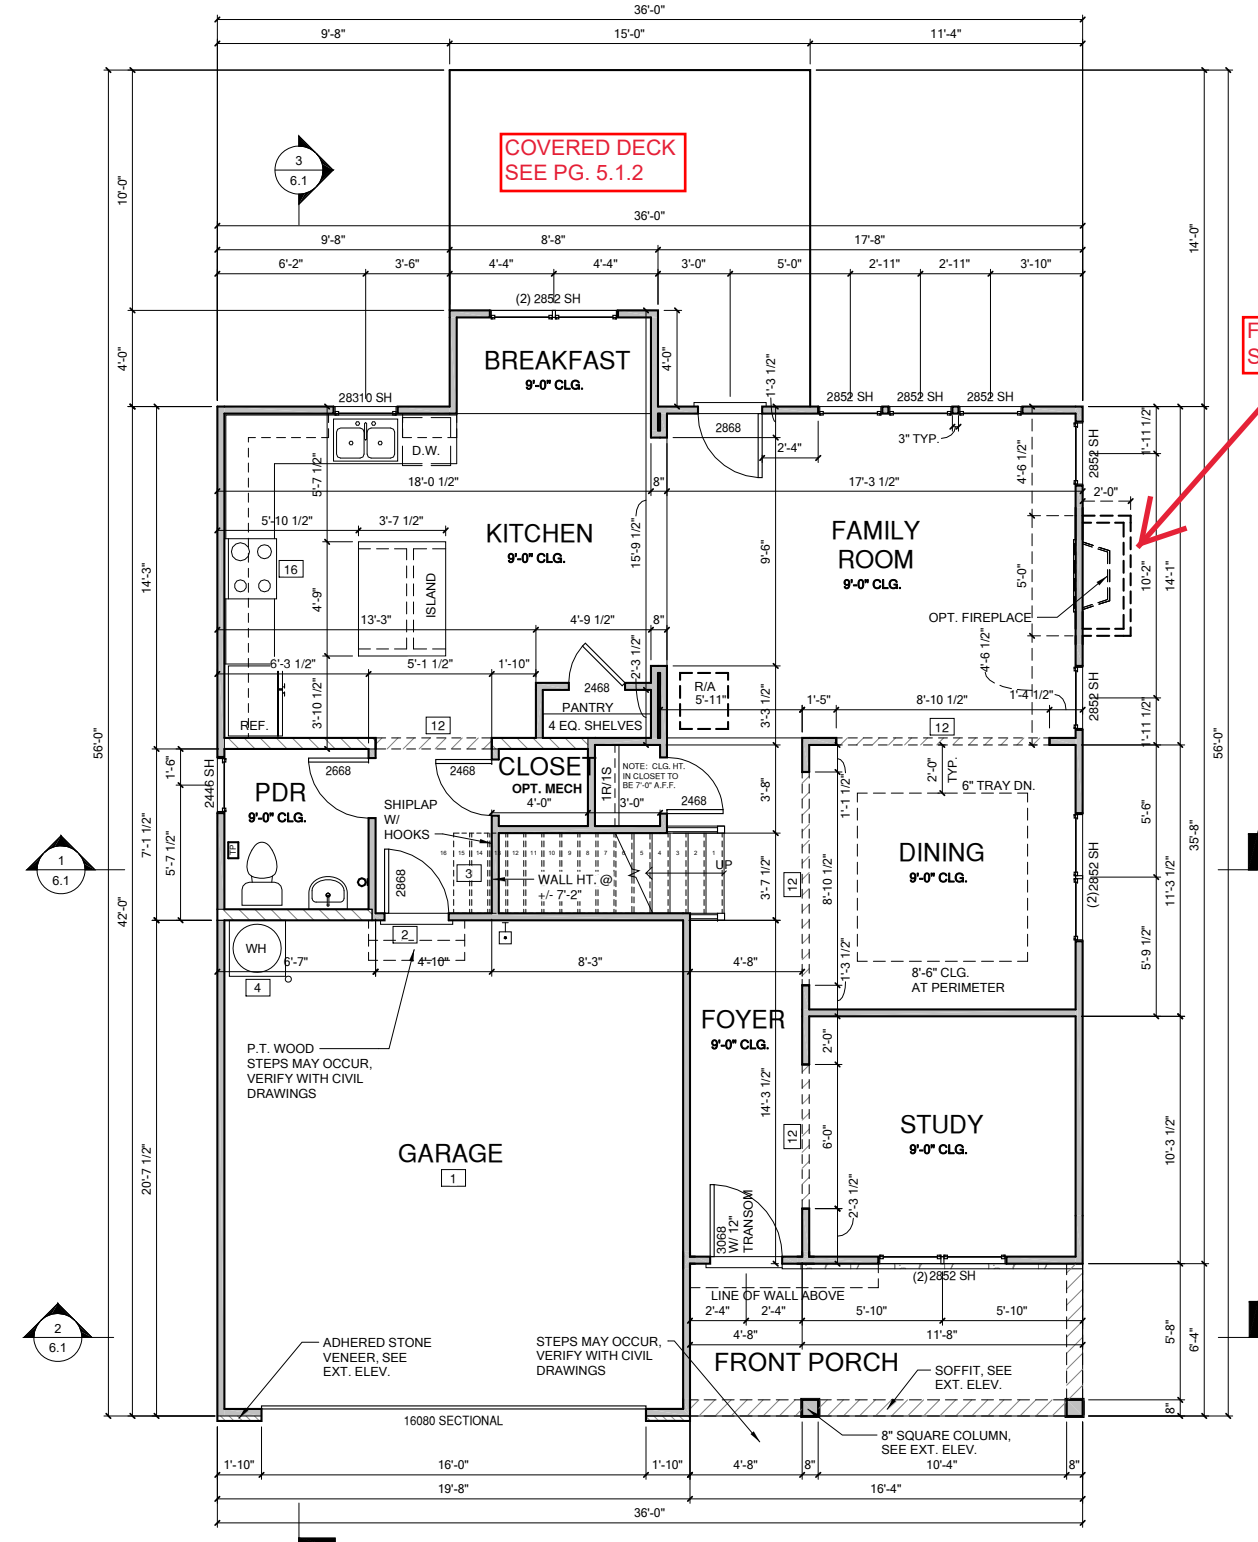 36'-0"
9'-8" 15'-0" 11'-4"
COVERED DECK
SEE PG. 5.1.2
3
6.1
10'-0"
14'-0"
36'-0"
9'-8" 8'-8" 17'-8"
6'-2" 3'-6" 4'-4" 4'-4" 3'-0" 5'-0" 2'-11" 2'-11" 3'-10"
(2) 2852 SH
4'-0"
4'-0"
BREAKFAST
9'-0" CLG.
1'-3 1/2"
28310 SH
2852 SH 2852 SH 2852 SH
F
S
D.W.
2868
3" TYP.
2'-4"
5'-7 1/2"
4'-6 1/2"
2852 SH
1'-11 1/2"
18'-0 1/2" 8" 17'-3 1/2"
2'-0"
5'-10 1/2" 3'-7 1/2"
KITCHEN
9'-0" CLG.
15'-9 1/2"
9'-6"
FAMILY
ROOM
9'-0" CLG.
14'-3"
16
4'-9"
ISLAND
5'-0"
10'-2"
14'-1"
OPT. FIREPLACE
13'-3" 4'-9 1/2" 8"
4'-6 1/2"
6'-3 1/2" 5'-1 1/2" 1'-10"
2'-3 1/2"
2468
PANTRY
4 EQ. SHELVES
R/A
5'-11"
1'-5" 8'-10 1/2" 1'-4 1/2"
3'-3 1/2"
3'-10 1/2"
REF.
12
12
2852 SH
1'-11 1/2"
56'-0"
56'-0"
1'-6"
2446 SH
2668
2468
CLOSET
OPT. MECH
4'-0"
1R/1S
NOTE: CLG. HT.
IN CLOSET TO
BE 7'-0" A.F.F.
3'-0"
2468
3'-8"
2'-0"
TYP.
6" TRAY DN.
PDR
9'-0" CLG.
SHIPLAP
W/
HOOKS
1'-1 1/2"
5'-6"
35'-8"
7'-1 1/2"
5'-7 1/2"
TP
1
6.1
16 15 14 13 12 11 10 9 8 7 6 5 4 3 2
UP
3
2868
WALL HT. @
+/- 7'-2"
3'-7 1/2"
12
8'-10 1/2"
DINING
9'-0" CLG.
(2)2852 SH
11'-3 1/2"
42'-0"
WH
4
2
6'-7" 4'-10" 8'-3" 4'-8"
1'-3 1/2"
8'-6" CLG.
AT PERIMETER
5'-9 1/2"
FOYER
9'-0" CLG.
2'-0"
P.T. WOOD
STEPS MAY OCCUR,
VERIFY WITH CIVIL
DRAWINGS
14'-3 1/2"
12
6'-0"
STUDY
9'-0" CLG.
10'-3 1/2"
GARAGE
1
20'-7 1/2"
2'-3 1/2"
3068
W/ 12"
TRANSOM
(2) 2852 SH
LINE OF WALL ABOVE
2'-4" 2'-4" 5'-10" 5'-10"
4'-8" 11'-8"
5'-8"
6'-4"
2
6.1
ADHERED STONE
VENEER, SEE
EXT. ELEV.
STEPS MAY OCCUR,
VERIFY WITH CIVIL
DRAWINGS
FRONT PORCH
SOFFIT, SEE
EXT. ELEV.
8"
16080 SECTIONAL
8" SQUARE COLUMN,
SEE EXT. ELEV.
1'-10" 16'-0" 1'-10" 4'-8" 8" 10'-4" 8"
19'-8" 16'-4"
36'-0"